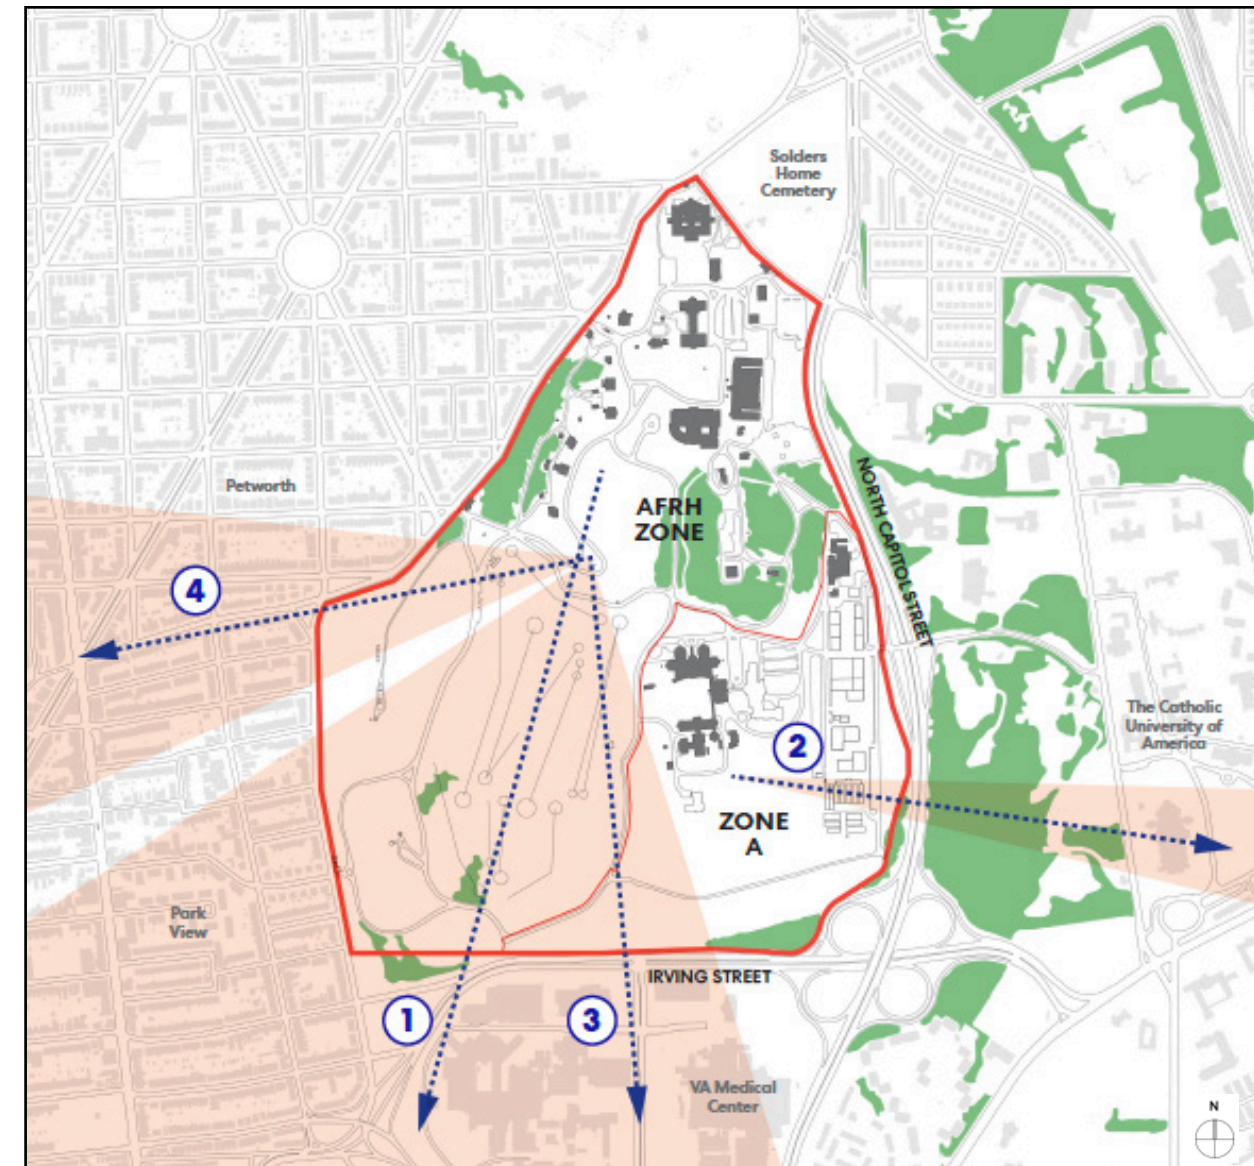 Solders
Home
Cemetery
Petworth
AFRH
ZONE
NORTH CAPITOL STREET
4
The Catholic
University of
America
2
ZONE
A
Park
View
IRVING STREET
1
3
VA Medical
Center
N